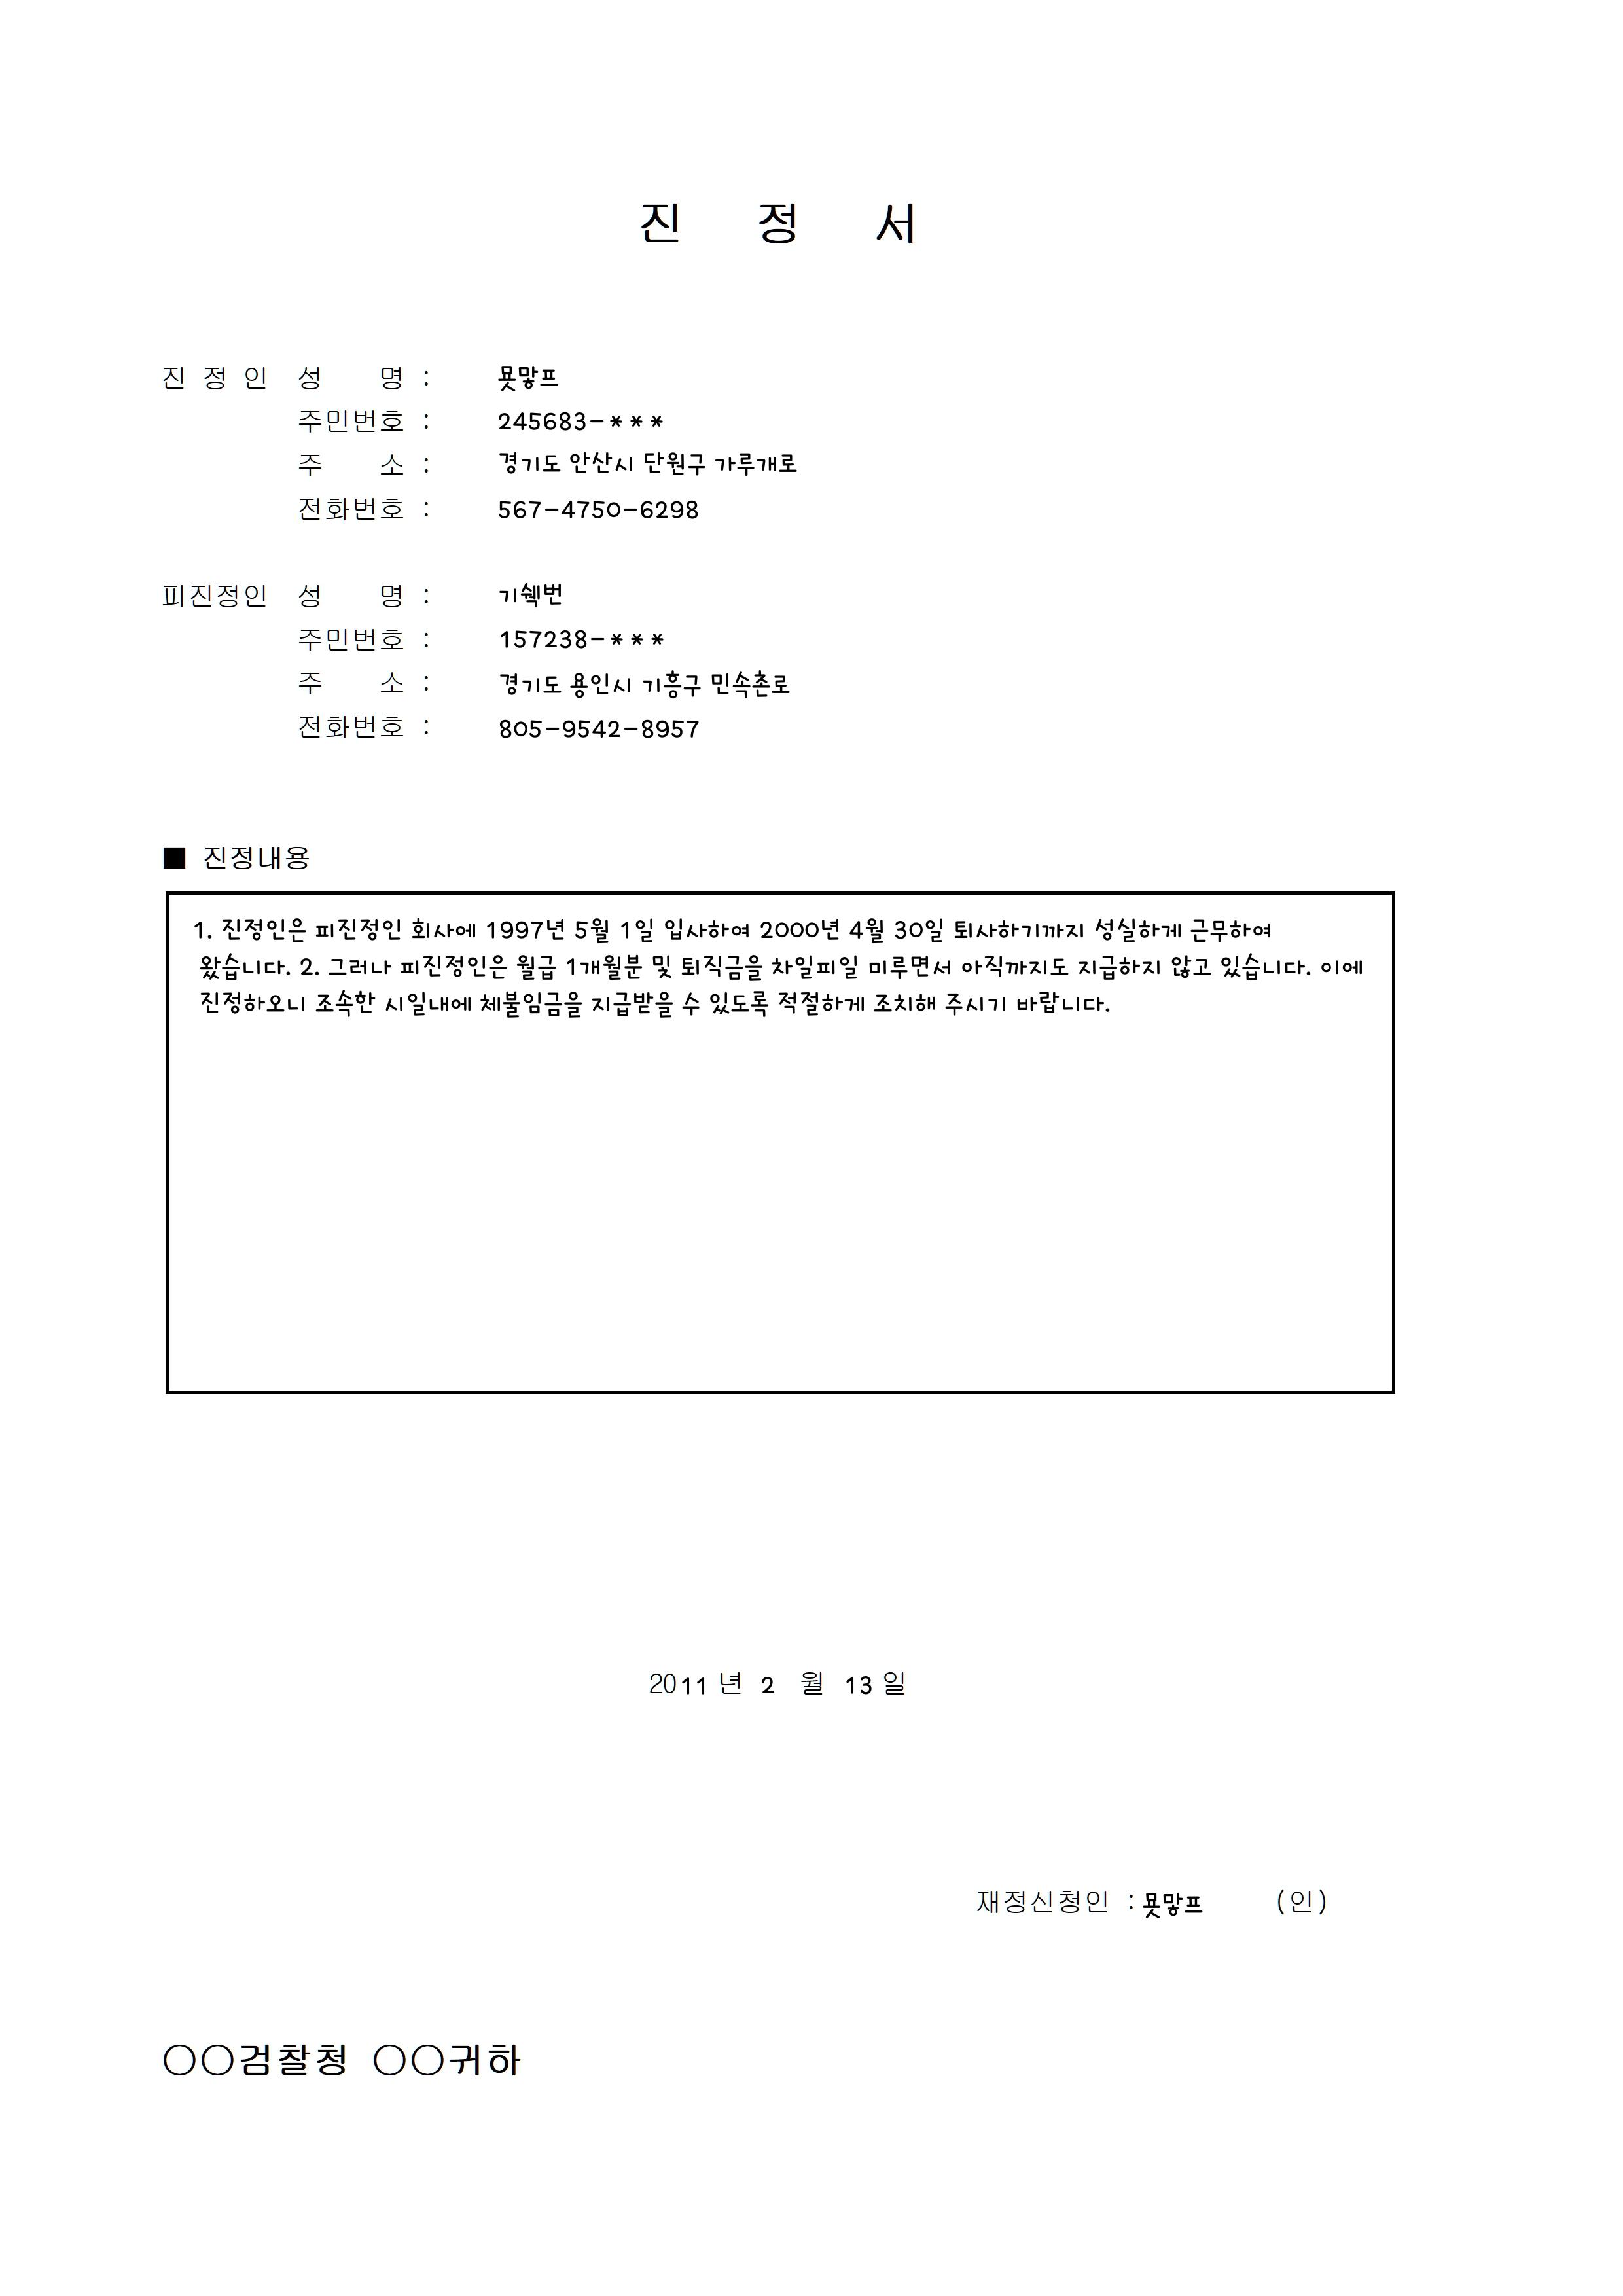 진 정 서
진 정 인 성 명 :
주민번호 : 245683-***
주 소 : 경기도 안산시 단원구 가루개로
전화번호 : 567-4750-6298
피진정인 성 명 : 기쉑번
주민번호 : 157238-***
주 소 : 경기도 용인시 기흥구 민속촌로
전화번호 : 805-9542-8957
■ 진정내용
1. 진정인은 피진정인 회사에 1997년 5월 1일 입사하여 2000년 4월 30일 퇴사하기까지 성실하게 근무하여
왔습니다. 2. 그러나 피진정인은 월급 1개월분 및 퇴직금을 차일피일 미루면서 아직까지도 지급하지 않고 있습니다. 이에
진정하오니 조속한 시일내에 체불임금을 지급받을 수 있도록 적절하게 조치해 주시기 바랍니다.
2011 년 2 월 13 일
재정신청인 : (인)
○○검찰청 ○○귀하